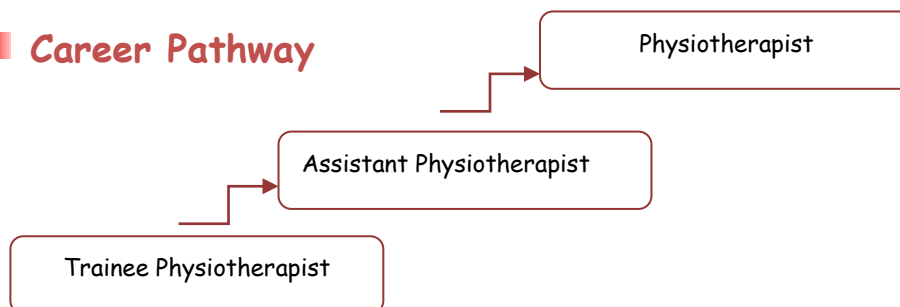 Career Pathway
Physiotherapist
Assistant Physiotherapist
Trainee Physiotherapist